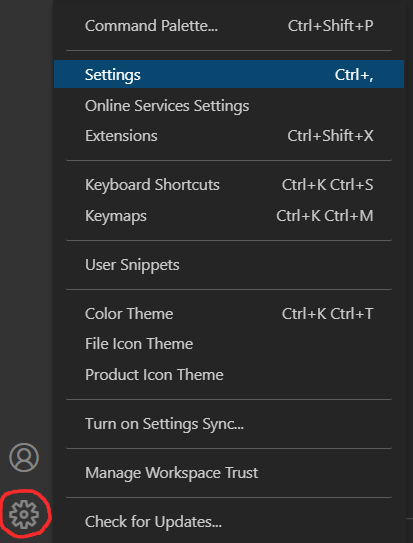 Command Palette... Ctrl+Shift+P
Settings Ctrl+,
Online Services Settings
Extensions Ctrl+Shift+X
Keyboard Shortcuts Ctrl+K Ctrl+S
Keymaps Ctrl+K Ctrl+M
User Snippets
Color Theme Ctrl+K Ctrl+T
File Icon Theme
Product Icon Theme
Turn on Settings Sync...
Manage Workspace Trust
Check for Updates...